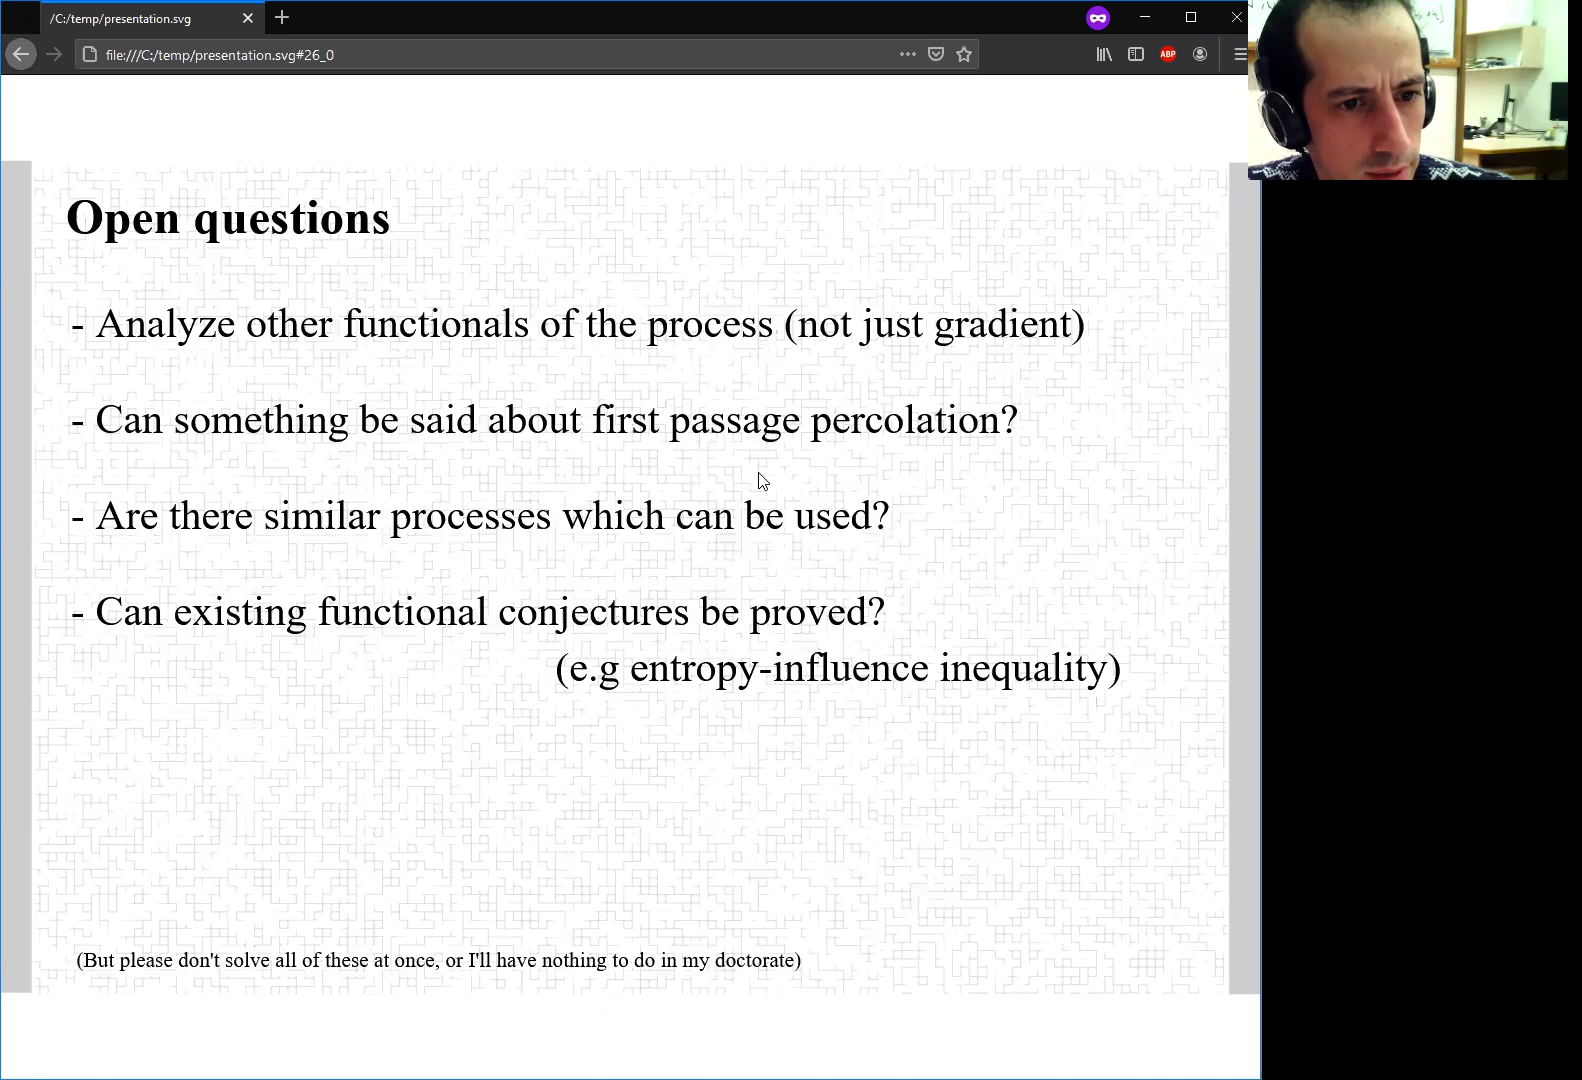 /C:/temp/presentation.svg
file:///C:/temp/presentation.svg#26_0
ABP
Open questions
- Analyze other functionals of the process (not just gradient)
- Can something be said about first passage percolation?
- Are there similar processes which can be used?
- Can existing functional conjectures be proved?
(e.g entropy-influence inequality)
(But please don't solve all of these at once, or I'll have nothing to do in my doctorate)